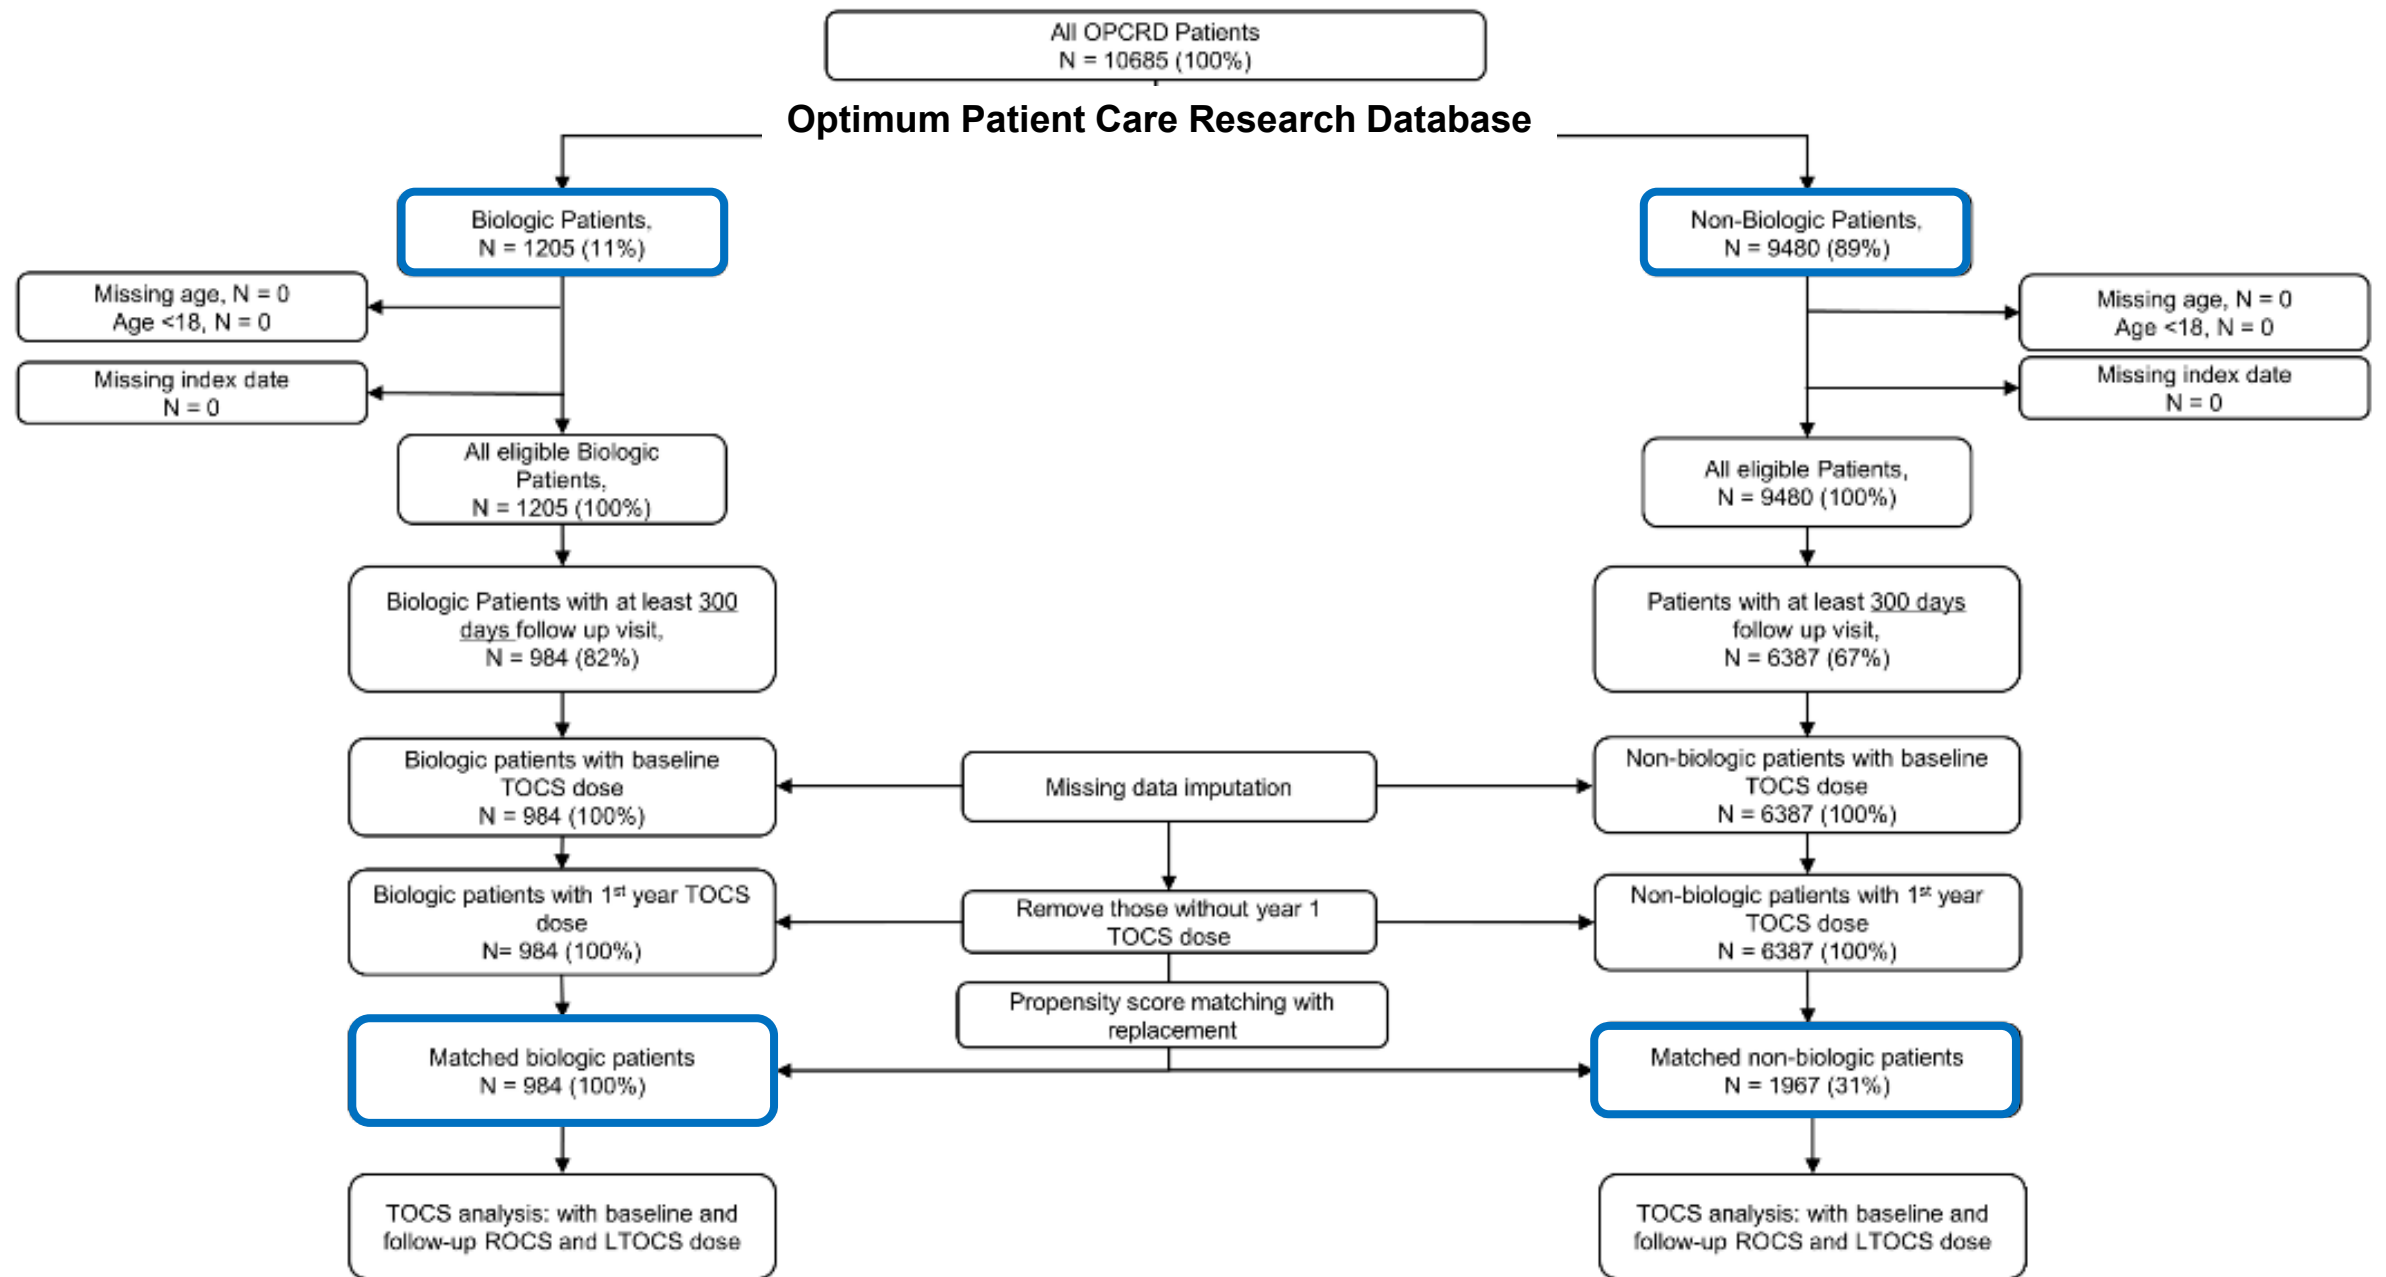 All OPCRD Patients
N = 10685 (100%)
Optimum Patient Care Research Database
Biologic Patients,
N = 1205 (11%)
Non-Biologic Patients,
N = 9480 (89%)
Missing age, N = 0
Age <18, N = 0
Missing age, N = 0
Age <18, N = 0
Missing index date
N = 0
Missing index date
N = 0
All eligible Biologic
Patients,
N = 1205 (100%)
All eligible Patients,
N = 9480 (100%)
Biologic Patients with at least 300
days follow up visit,
N = 984 (82%)
Patients with at least 300 days
follow up visit,
N = 6387 (67%)
Biologic patients with baseline
TOCS dose
N = 984 (100%)
Missing data imputation
Non-biologic patients with baseline
TOCS dose
N = 6387 (100%)
Biologic patients with 1st year TOCS
dose
N= 984 (100%)
Remove those without year 1
TOCS dose
Non-biologic patients with 1st year
TOCS dose
N = 6387 (100%)
Propensity score matching with
replacement
Matched biologic patients
N = 984 (100%)
Matched non-biologic patients
N = 1967 (31%)
TOCS analysis: with baseline and
follow-up ROCS and LTOCS dose
TOCS analysis: with baseline and
follow-up ROCS and LTOCS dose